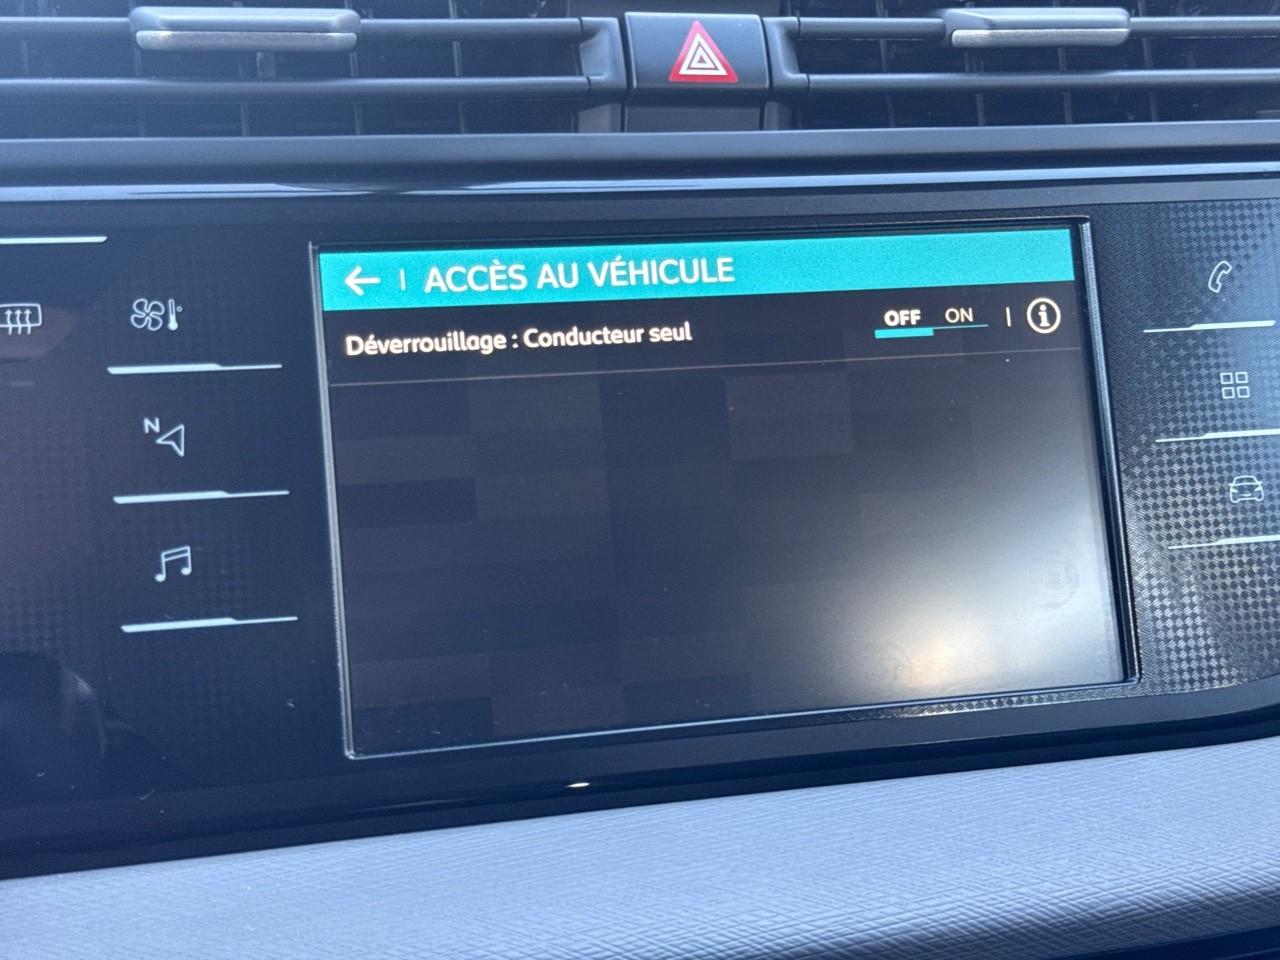 ACCÈS AU VÉHICULE
Déverrouillage : Conducteur seul OFF ON
N